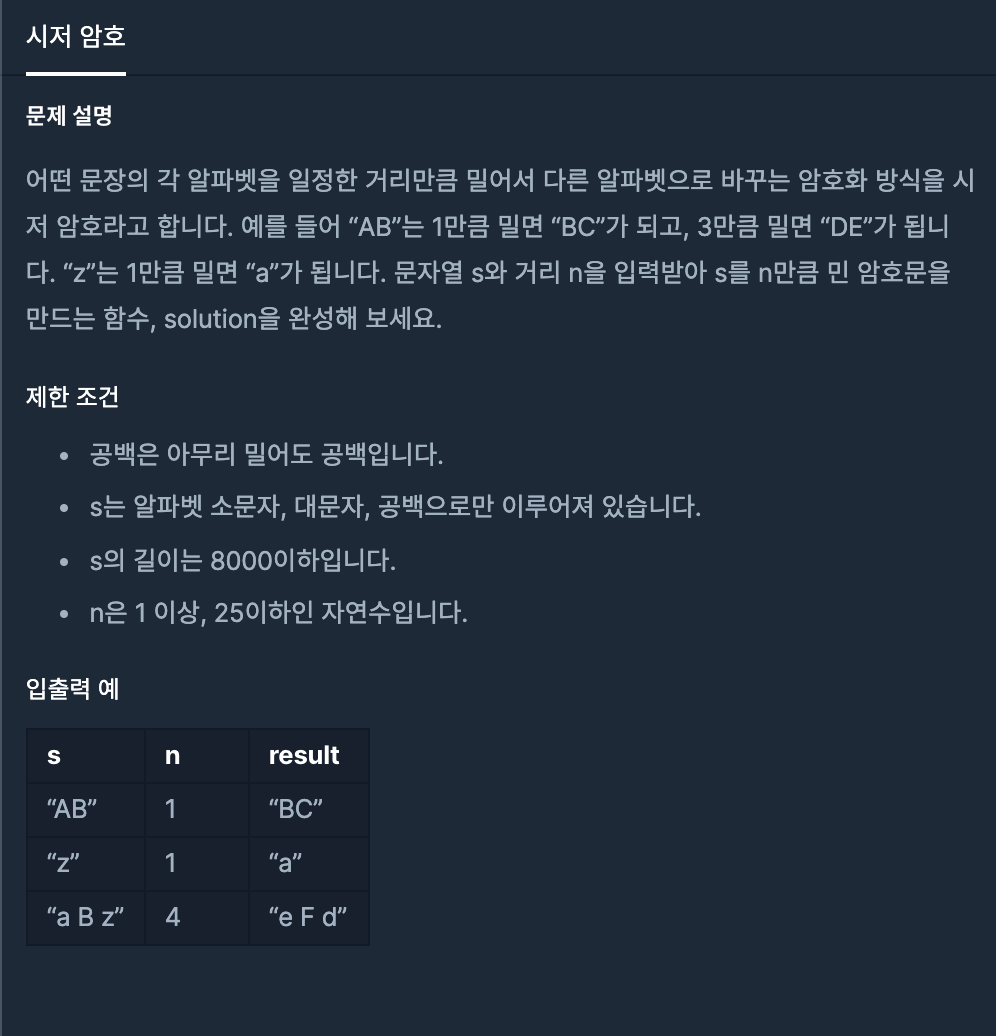 시저 암호
문제 설명
어떤 문장의 각 알파벳을 일정한 거리만큼 밀어서 다른 알파벳으로 바꾸는 암호화 방식을 시
저 암호라고 합니다. 예를 들어 “AB”는 1만큼 밀면 “BC”가 되고, 3만큼 밀면 “DE”가 됩니
다. “z”는 1만큼 밀면 “a”가 됩니다. 문자열 s와 거리 n을 입력받아 s를 n만큼 민 암호문을
만드는 함수, solution을 완성해 보세요.
제한 조건
• 공백은 아무리 밀어도 공백입니다.
• s는 알파벳 소문자, 대문자, 공백으로만 이루어져 있습니다.
• s의 길이는 8000이하입니다.
• n은 1 이상, 25이하인 자연수입니다.
입출력 예
s n result
“AB” 1 “BC”
“z” 1 “a”
“a B z” 4 “e F d”